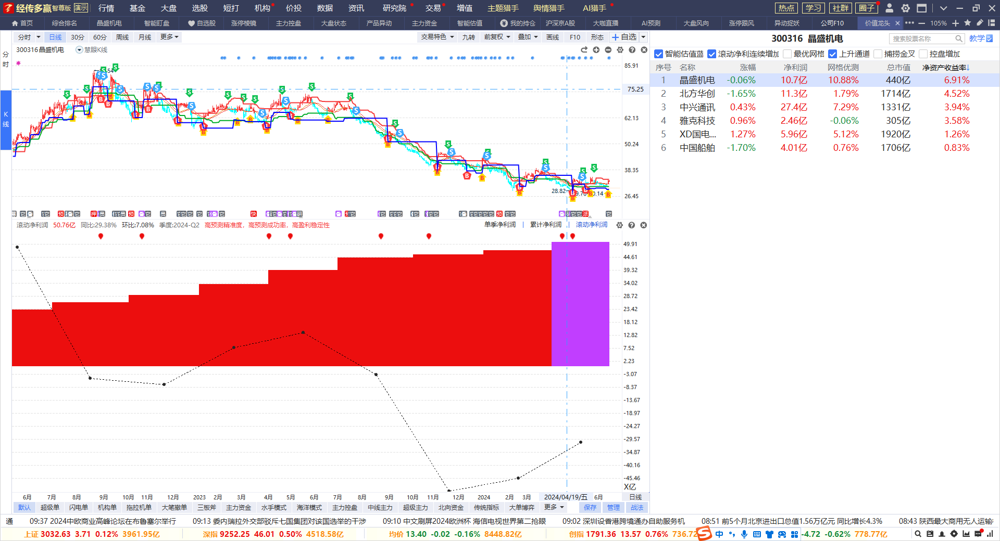 经传多赢 智尊版 演示 行情 基金 大盘 选股 短打 机构 价投 数据 资讯 研究院 交易 增值 主题猎手 舆情猎手 AI猎手 热点 学习 社群 圈子
首页 综合排名 晶盛机电 智能盯盘 自选股 涨停棱镜 主力控盘 大盘状态 产品异动 主力资金 智能估值 我的持仓 沪深京A股 大咖直播 AI预测 大盘风向 涨停跟风 异动捉妖 公司F10 价值龙头 105%
分时 日线 30分 60分 周线 月线 更多 交易特色 九转 前复权 叠加 画线 F10 形态 自选
300316 晶盛机电 搜索股票名称 教学
300316 晶盛机电 慧眼K线
分时
K线
智能估值蓝 滚动净利连续增加 最优网格 上升通道 捕捞金叉 控盘增加
序号 名称 涨幅 净利润 网格优测 总市值 净资产收益率↓
1 晶盛机电 -0.06% 10.7亿 10.88% 440亿 6.91%
2 北方华创 -1.65% 11.3亿 1.79% 1714亿 4.52%
3 中兴通讯 0.43% 27.4亿 7.29% 1331亿 3.94%
4 雅克科技 0.96% 2.46亿 -0.06% 305亿 3.58%
5 XD国电... 1.27% 5.96亿 5.12% 1920亿 1.26%
6 中国船舶 -1.70% 4.01亿 0.76% 1706亿 0.83%
85.91
75.25
62.13
50.24
38.35
26.45
28.82
滚动净利润 50.76亿 同比:29.38% 环比:7.08% 季度:2024-Q2 高预测精准度，高预测成功率，高盈利稳定性 单季净利润 累计净利润 滚动净利润
49.91
44.61
39.32
34.02
28.72
23.42
18.12
12.82
7.52
2.23
-3.07
-8.37
-13.67
-18.97
-24.27
-29.57
-34.87
-40.16
-45.46
X亿
6月 7月 8月 9月 10月 11月 12月 2023 2月 3月 4月 5月 6月 7月 8月 9月 10月 11月 12月 2024 2月 3月 2024/04/19/五 6月 日线
默认 超级单 闪电单 机构单 拖拉机单 大笔撤单 三板斧 主力资金 水手模式 海洋模式 主力控盘 中线主力 超级主力 北向资金 传统指标 大单博弈 更多 保存 管理 战法
通 09:37 2024中欧商业高峰论坛在布鲁塞尔举行 09:13 委内瑞拉外交部驳斥七国集团对该国选举的干涉 09:10 中文刷屏2024欧洲杯 海信电视世界第二抢眼 09:02 深圳设香港跨境通办自助服务机 08:51 前5个月北京进出口总值1.56万亿元 同比增长4.3% 08:43 陕西最大商用无人运输
上证 3032.63 3.71 0.12% 3961.95亿 深指 9252.25 46.01 0.50% 4518.58亿 均价 13.40 -0.02 -0.16% 8448.82亿 创指 1791.36 13.57 0.76% 736.72 中 -4.72 -0.62% 778.77亿